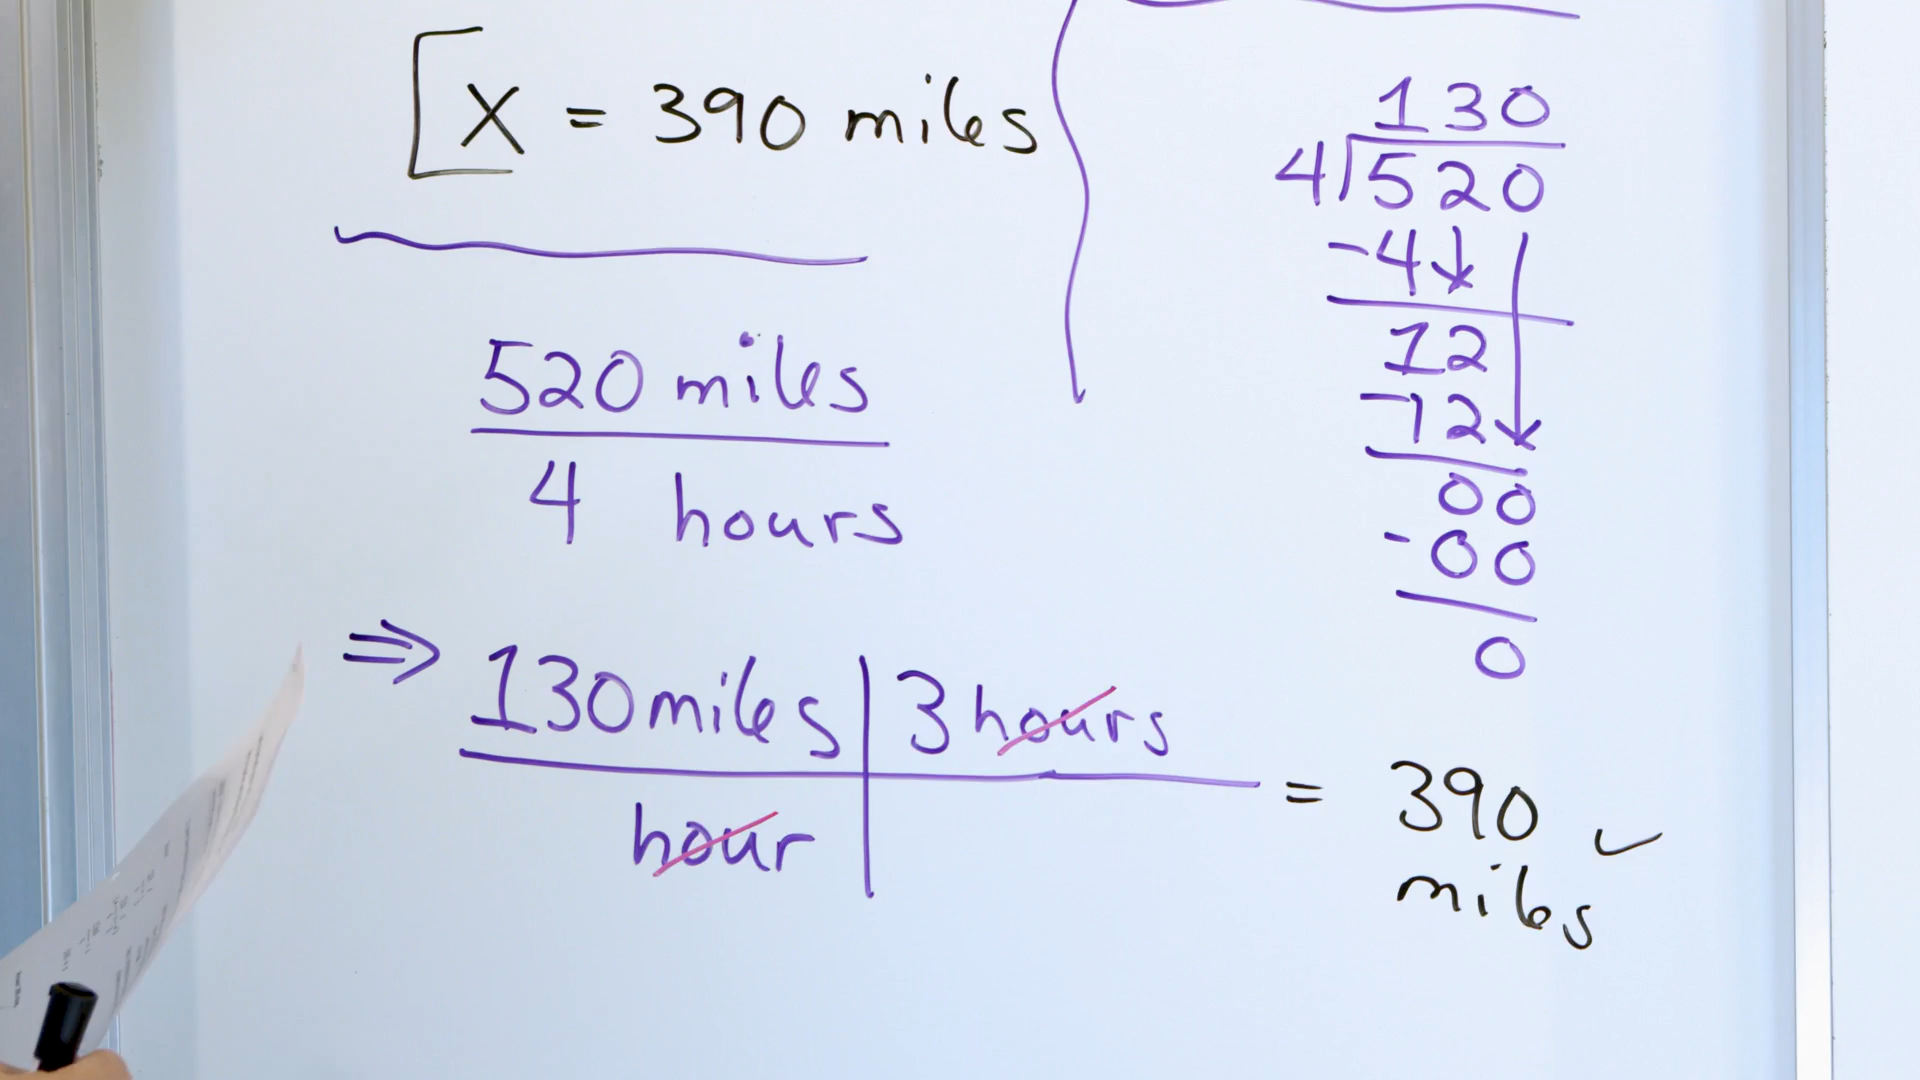 X = 390 miles
520 miles
4 hours
⇒ 130 miles | 3 hours
hour
= 390 ✓
miles
130
4)520
-4↓
12
-12
00
-00
0